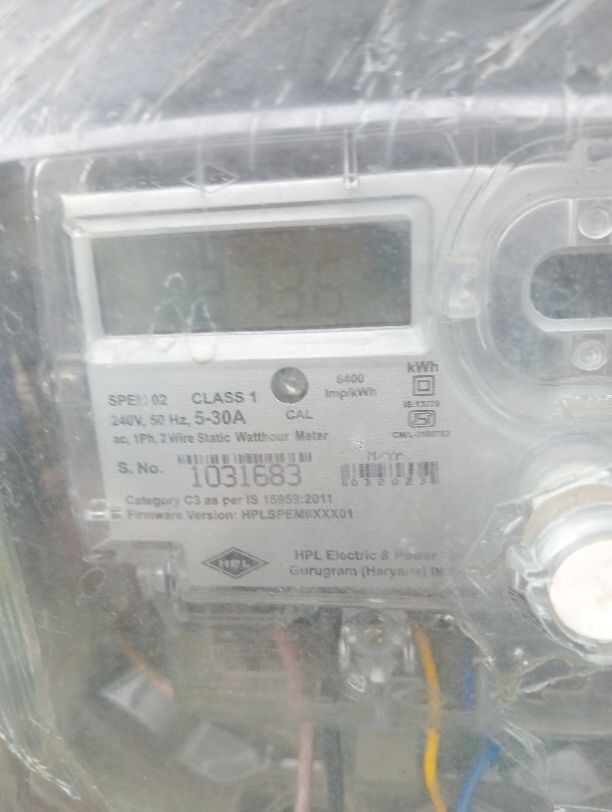 kWh
CLASS 1
6400
Imp/kWh
IS:13779
240V, 50 Hz, 5-30A
CAL
ac, 1Ph, 2 Wire Static Watthour Meter
M/Yr.
S. No. 1031683
Category C3 as per IS 15959:2011
Firmware Version: HPLSPEM6XXX01
HPL
HPL Electric & Power
Gurugram (Haryana)